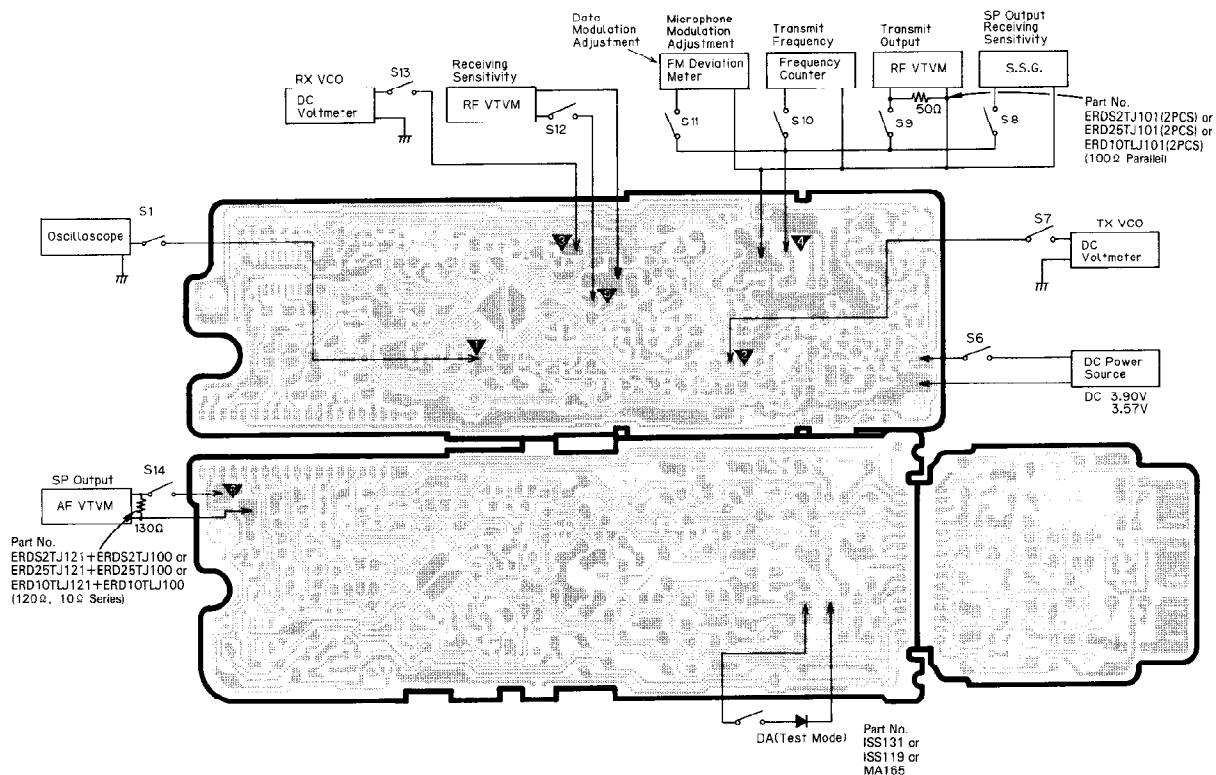 Data
Modulation
Adjustment
Microphone
Modulation
Adjustment
FM Deviation
Meter
Transmit
Frequency
Frequency
Counter
Transmit
Output
RF VTVM
SP Output
Receiving
Sensitivity
S.S.G.
RX VCO
DC
Voltmeter
S13
Receiving
Sensitivity
RF VTVM
S12
S11
S10
S9
50Ω
S8
Part No.
ERDS2TJ101(2PCS) or
ERD25TJ101(2PCS) or
ERD10TLJ101(2PCS)
(100Ω Parallel)
Oscilloscope
S1
S7
TX VCO
DC
Voltmeter
3
4
1
2
S6
DC Power
Source
DC 3.90V
3.57V
SP Output
AF VTVM
S14
130Ω
Part No.
ERDS2TJ121+ERDS2TJ100 or
ERD25TJ121+ERD25TJ100 or
ERD10TLJ121+ERD10TLJ100
(120Ω, 10Ω Series)
DA(Test Mode)
Part No.
ISS131 or
ISS119 or
MA165